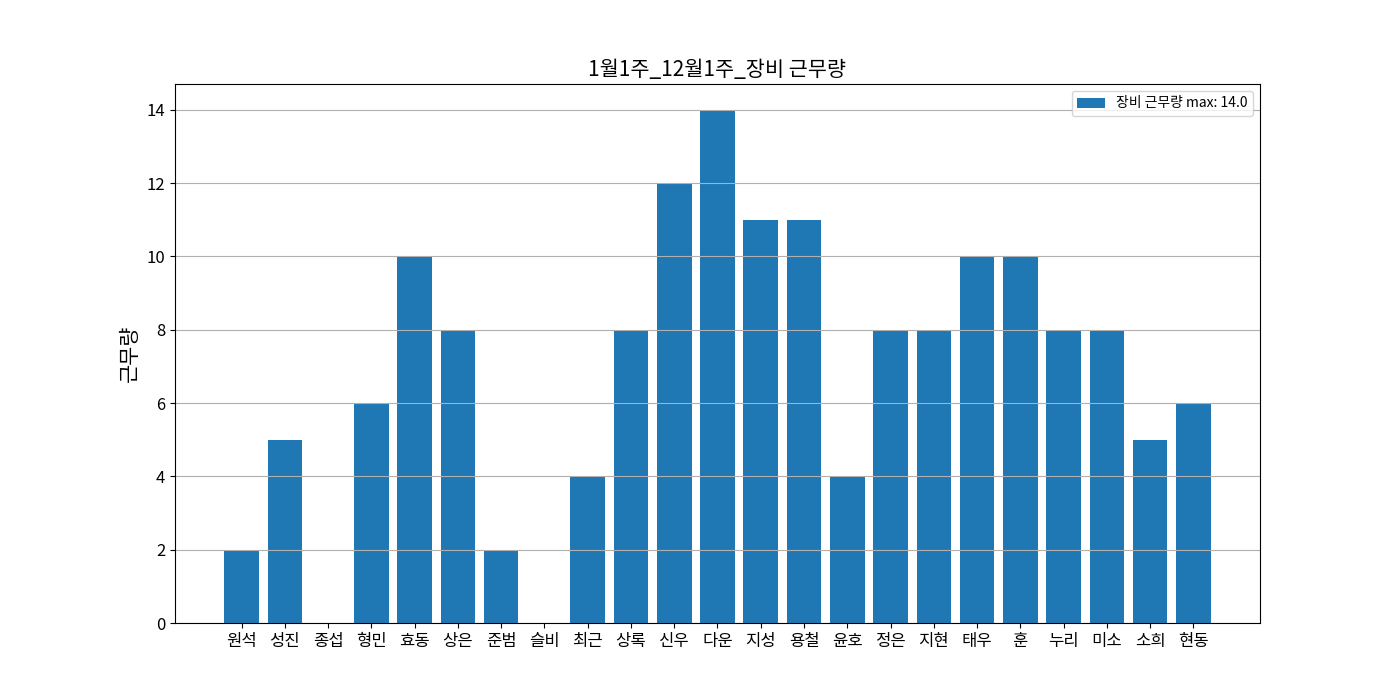 1월1주_12월1주_장비 근무량
장비 근무량 max: 14.0
14
12
10
8
6
4
2
0
근무량
원석 성진 종섭 형민 효동 상은 준범 슬비 최근 상록 신우 다운 지성 용철 윤호 정은 지현 태우 훈 누리 미소 소희 현동